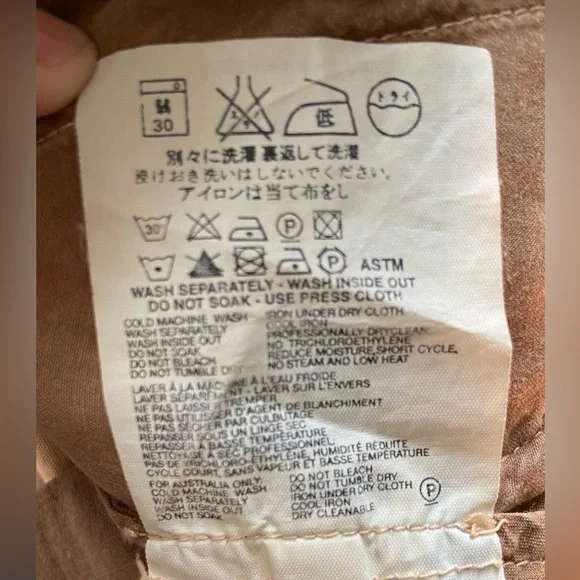 弱
30
エンソ
低
ドライ
別々に洗濯 裏返して洗濯
浸けおき洗いはしないでください。
アイロンは当て布をし
30° P
P ASTM
WASH SEPARATELY - WASH INSIDE OUT
DO NOT SOAK - USE PRESS CLOTH
COLD MACHINE WASH
WASH SEPARATELY
WASH INSIDE OUT
DO NOT SOAK
DO NOT BLEACH
DO NOT TUMBLE DRY
IRON UNDER DRY CLOTH
COOL IRON
PROFESSIONALLY DRYCLEAN
NO TRICHLOROETHYLENE
REDUCE MOISTURE,SHORT CYCLE,
NO STEAM AND LOW HEAT
LAVER À LA MACHINE À L'EAU FROIDE
LAVER SÉPARÉMENT - LAVER SUR L'ENVERS
NE PAS LAISSER TREMPER
NE PAS UTILISER D'AGENT DE BLANCHIMENT
NE PAS SÉCHER PAR CULBUTAGE
REPASSER SOUS UN LINGE SEC
REPASSER À BASSE TEMPÉRATURE
NETTOYAGE À SEC PROFESSIONNEL
PAS DE TRICHLORO-ÉTHYLÈNE, HUMIDITÉ RÉDUITE
CYCLE COURT, SANS VAPEUR ET BASSE TEMPÉRATURE
FOR AUSTRALIA ONLY:
COLD MACHINE WASH
WASH SEPARATELY
WASH INSIDE OUT
DO NOT SOAK
DO NOT BLEACH
DO NOT TUMBLE DRY
IRON UNDER DRY CLOTH
COOL IRON
DRY CLEANABLE
P